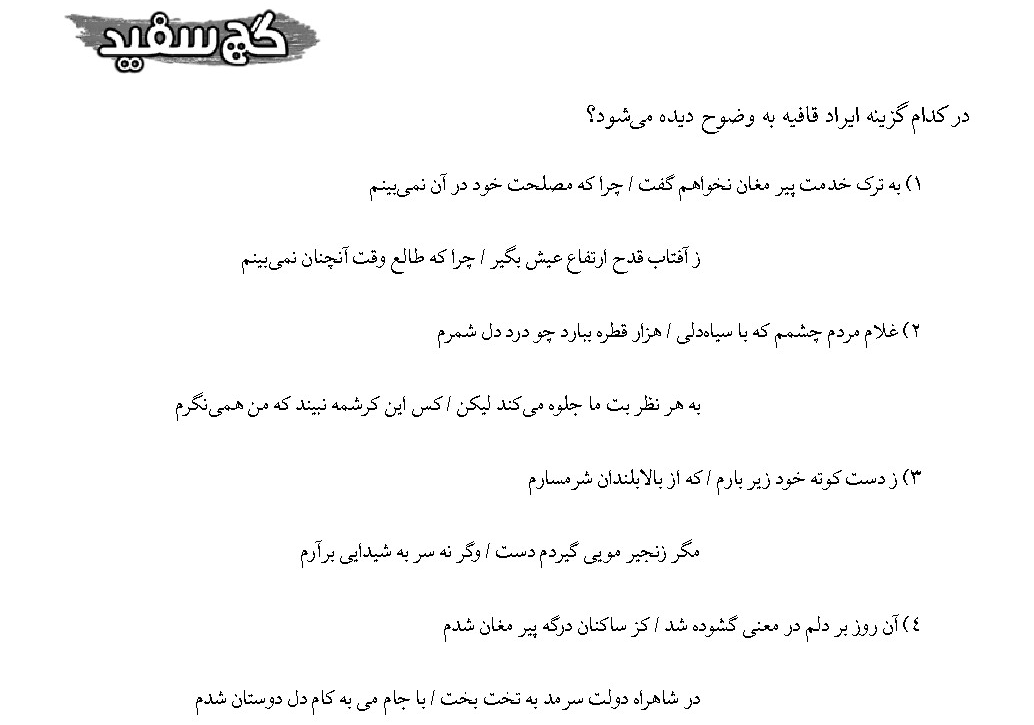 گچ سفید
در کدام گزینه ایراد قافیه به وضوح دیده می‌شود؟
۱) به ترک خدمت پیر مغان نخواهم گفت / چرا که مصلحت خود در آن نمی‌بینم
ز آفتاب قدح ارتفاع عیش بگیر / چرا که طالع وقت آنچنان نمی‌بینم
۲) غلام مردم چشمم که با سیاه‌دلی / هزار قطره ببارد چو درد دل شمرم
به هر نظر بت ما جلوه می‌کند لیکن / کس این کرشمه نبیند که من همی‌نگرم
۳) ز دست کوته خود زیر بارم / که از بالابلندان شرمسارم
مگر زنجیر مویی گیردم دست / وگر نه سر به شیدایی برآرم
۴) آن روز بر دلم در معنی گشوده شد / کز ساکنان درگه پیر مغان شدم
در شاهراه دولت سرمد به تخت بخت / با جام می به کام دل دوستان شدم